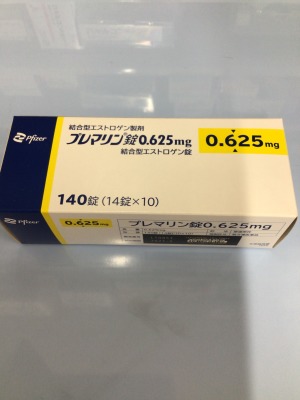 Pfizer
結合型エストロゲン製剤
プレマリン錠0.625mg
結合型エストロゲン錠
0.625mg
140錠(14錠×10)
Pfizer
0.625mg
プレマリン錠0.625mg